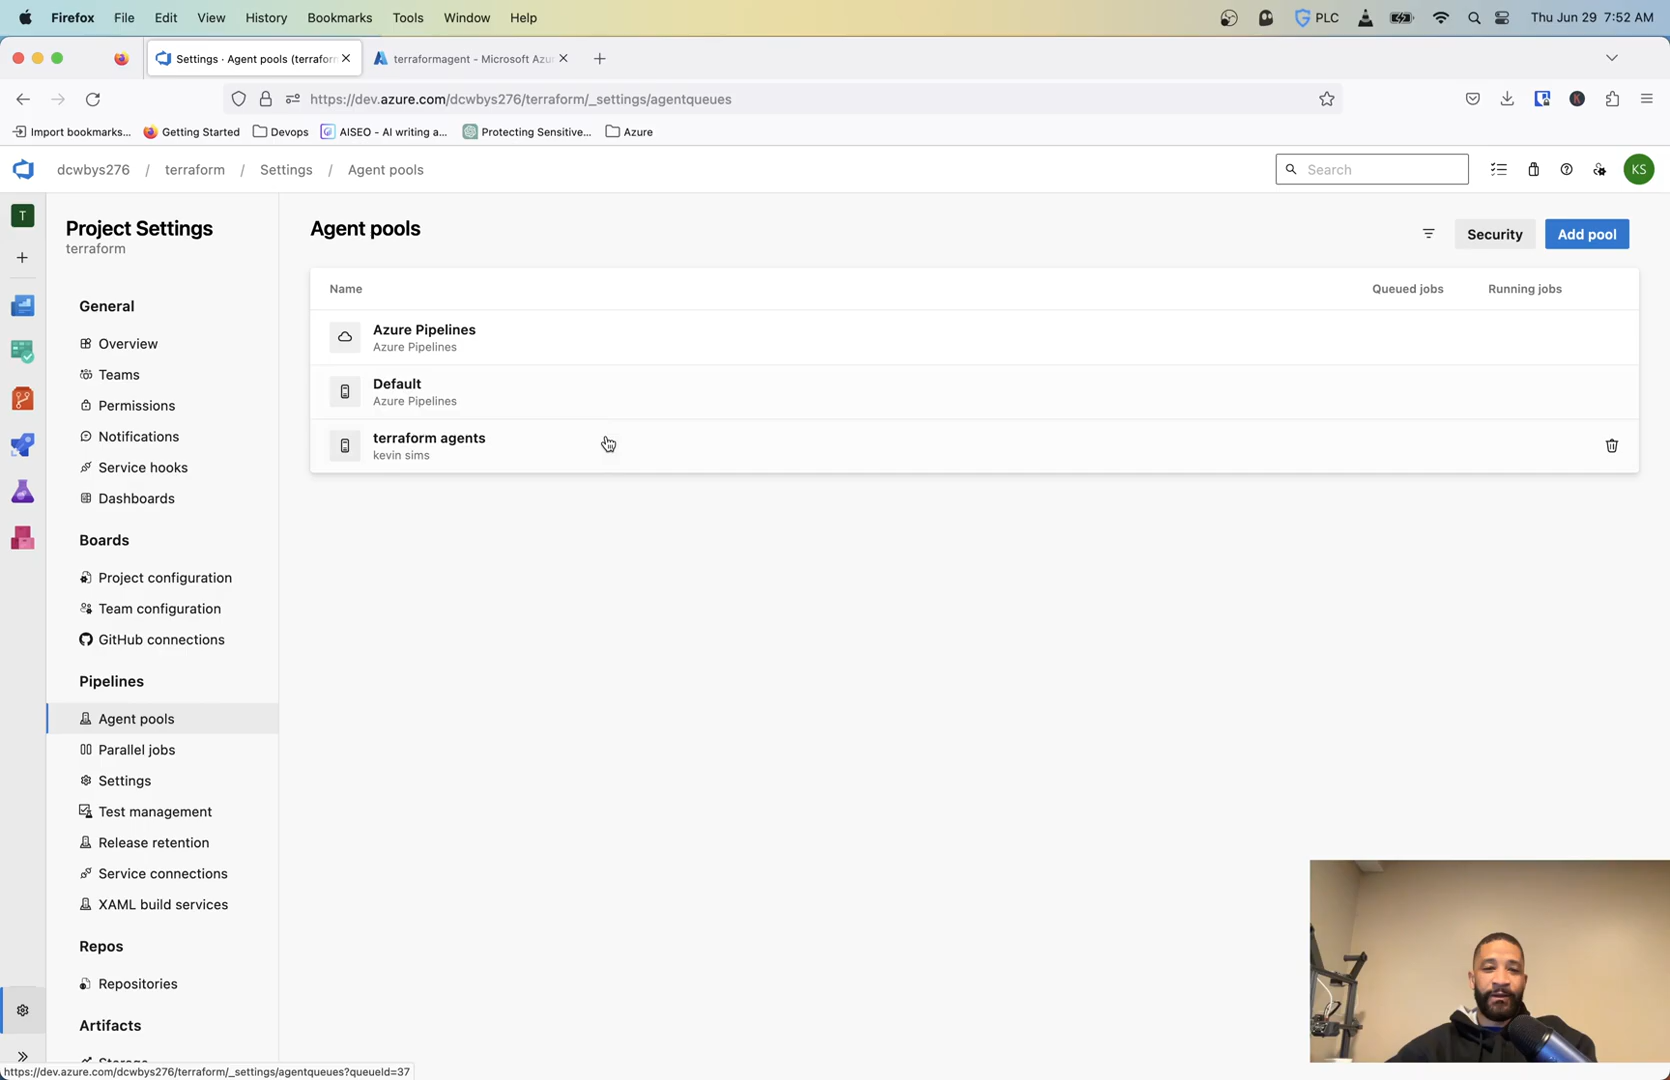 Firefox File Edit View History Bookmarks Tools Window Help PLC Thu Jun 29 7:52 AM
Settings · Agent pools (terraform terraformagent - Microsoft Azu
https://dev.azure.com/dcwbys276/terraform/_settings/agentqueues
Import bookmarks... Getting Started Devops AISEO - AI writing a... Protecting Sensitive... Azure
dcwbys276 / terraform / Settings / Agent pools Search KS
T
Project Settings
terraform
General
Overview
Teams
Permissions
Notifications
Service hooks
Dashboards
Boards
Project configuration
Team configuration
GitHub connections
Pipelines
Agent pools
Parallel jobs
Settings
Test management
Release retention
Service connections
XAML build services
Repos
Repositories
Artifacts
Storage
Agent pools
Security Add pool
Name Queued jobs Running jobs
Azure Pipelines
Azure Pipelines
Default
Azure Pipelines
terraform agents
kevin sims
https://dev.azure.com/dcwbys276/terraform/_settings/agentqueues?queueId=37